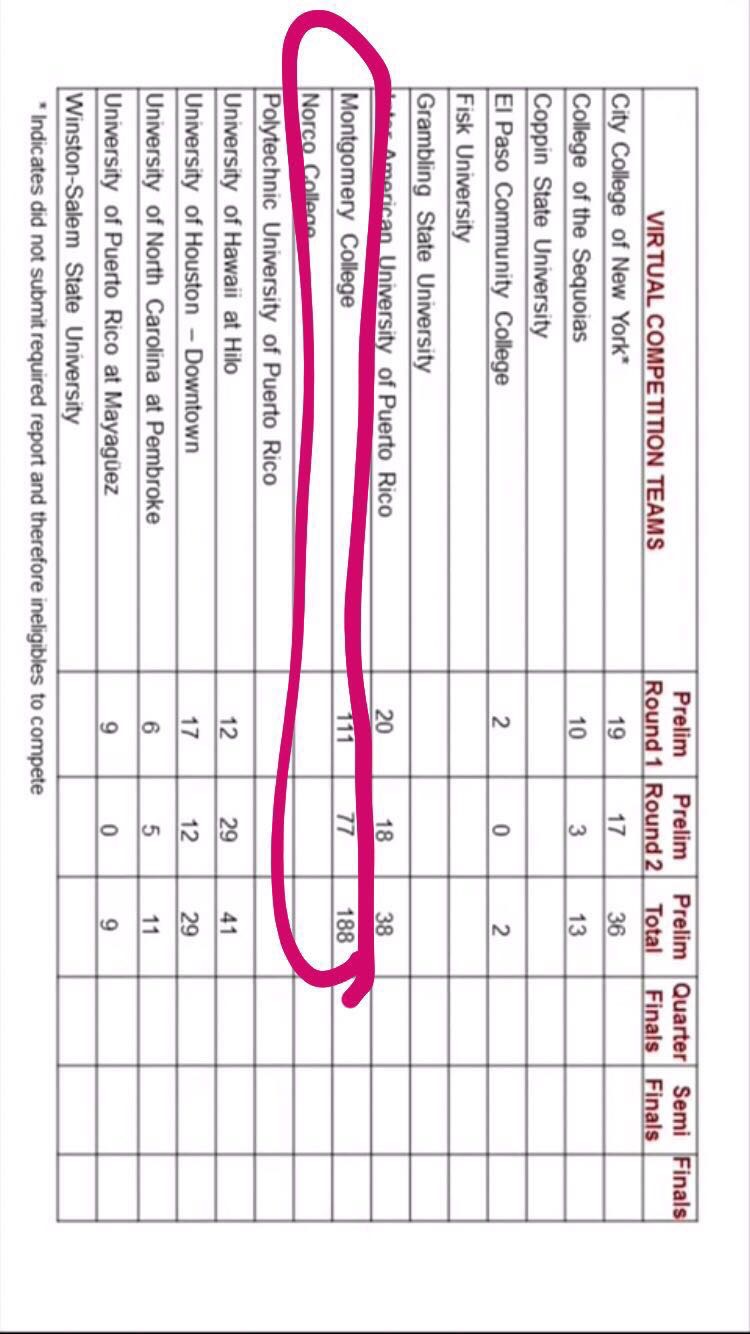 VIRTUAL COMPETITION TEAMS Prelim Round 1 Prelim Round 2 Prelim Total Quarter Finals Semi Finals Finals
City College of New York* 19 17 36
College of the Sequoias 10 3 13
Coppin State University
El Paso Community College 2 0 2
Fisk University
Grambling State University
Inter American University of Puerto Rico 20 18 38
Montgomery College 111 77 188
Norco College
Polytechnic University of Puerto Rico
University of Hawaii at Hilo 12 29 41
University of Houston – Downtown 17 12 29
University of North Carolina at Pembroke 6 5 11
University of Puerto Rico at Mayagüez 9 0 9
Winston-Salem State University
* Indicates did not submit required report and therefore ineligibles to compete